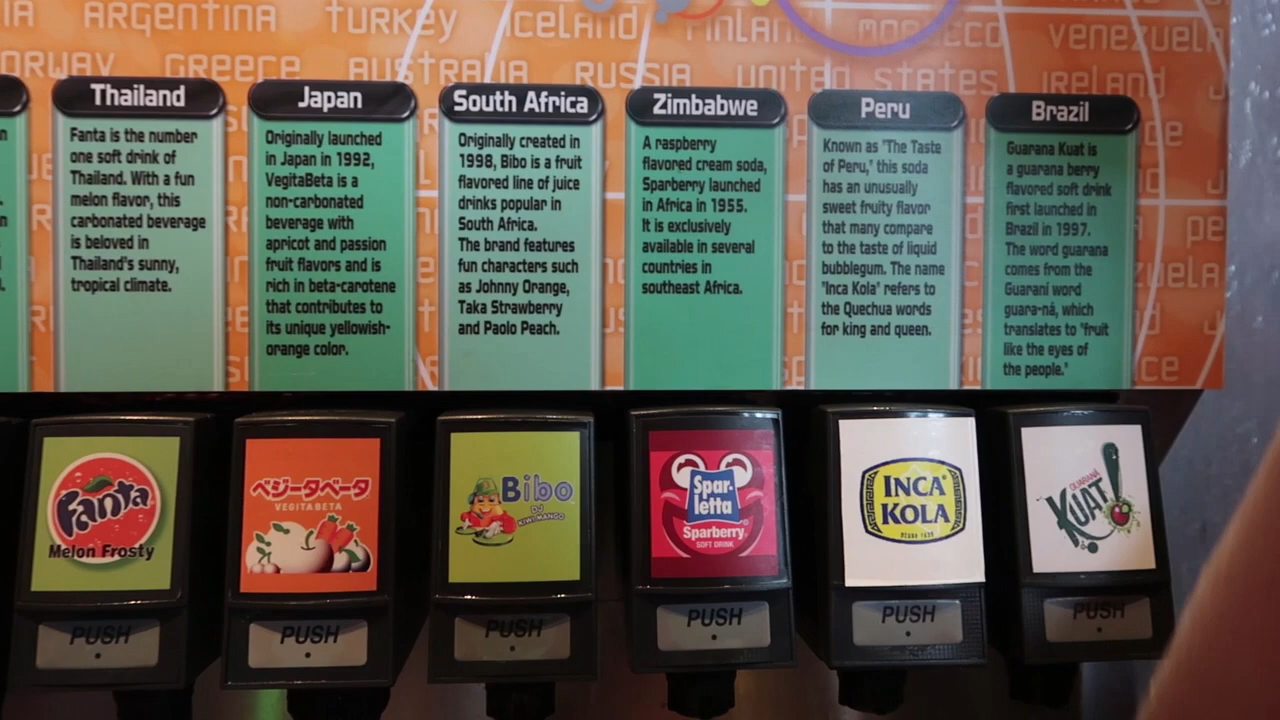 ARGENTINA TURKEY ICELAND FINLAND MOROCCO VENEZUELA
NORWAY GREECE AUSTRALIA RUSSIA UNITED STATES IRELAND
Thailand
Fanta is the number
one soft drink of
Thailand. With a fun
melon flavor, this
carbonated beverage
is beloved in
Thailand's sunny,
tropical climate.
Japan
Originally launched
in Japan in 1992,
VegitaBeta is a
non-carbonated
beverage with
apricot and passion
fruit flavors and is
rich in beta-carotene
that contributes to
its unique yellowish-
orange color.
South Africa
Originally created in
1998, Bibo is a fruit
flavored line of juice
drinks popular in
South Africa.
The brand features
fun characters such
as Johnny Orange,
Taka Strawberry
and Paolo Peach.
Zimbabwe
A raspberry
flavored cream soda,
Sparberry launched
in Africa in 1955.
It is exclusively
available in several
countries in
southeast Africa.
Peru
Known as "The Taste
of Peru," this soda
has an unusually
sweet fruity flavor
that many compare
to the taste of liquid
bubblegum. The name
"Inca Kola" refers to
the Quechua words
for king and queen.
Brazil
Guarana Kuat is
a guarana berry
flavored soft drink
first launched in
Brazil in 1997.
The word guarana
comes from the
Guaraní word
guara-ná, which
translates to "fruit
like the eyes of
the people."
Fanta
Melon Frosty
PUSH
ベジータベータ
VEGITABETA
PUSH
Bibo
DJ
KIWI MANGO
PUSH
Spar-
letta
Sparberry
SOFT DRINK
PUSH
INCA
KOLA
PUSH
GUARANÁ
KUAT!
PUSH